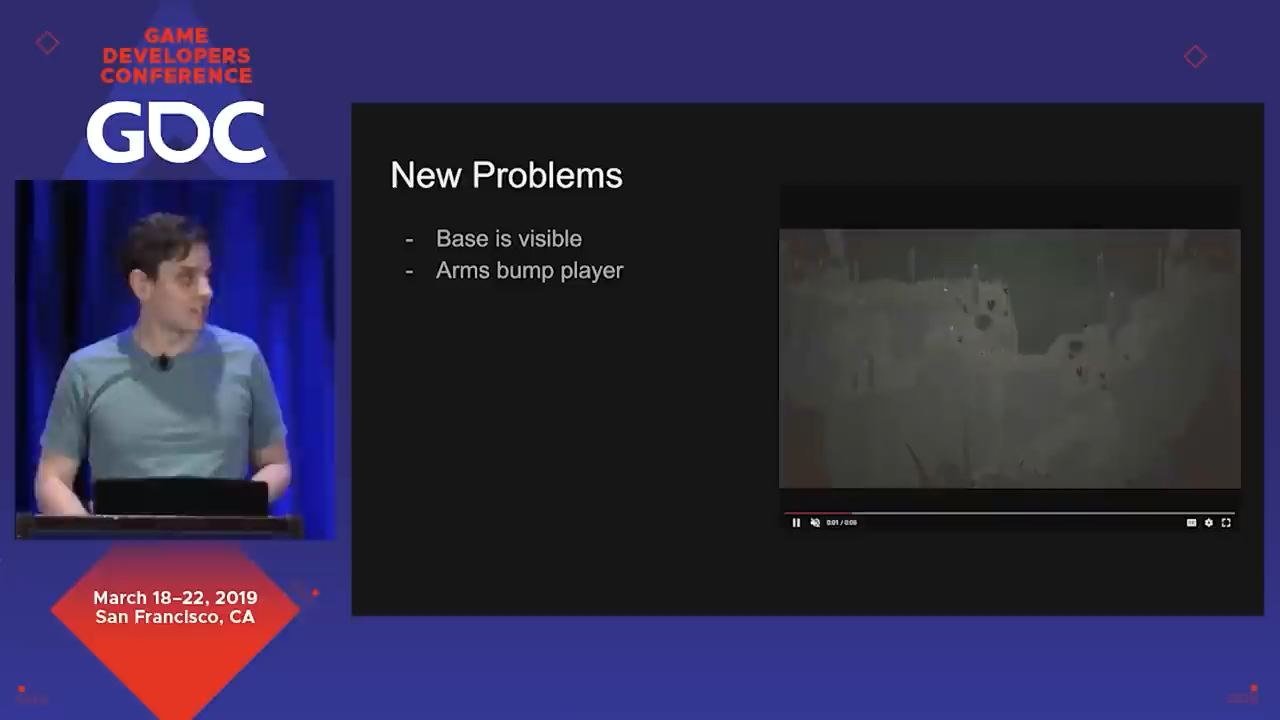 GAME
DEVELOPERS
CONFERENCE
GDC
New Problems
- Base is visible
- Arms bump player
March 18–22, 2019
San Francisco, CA